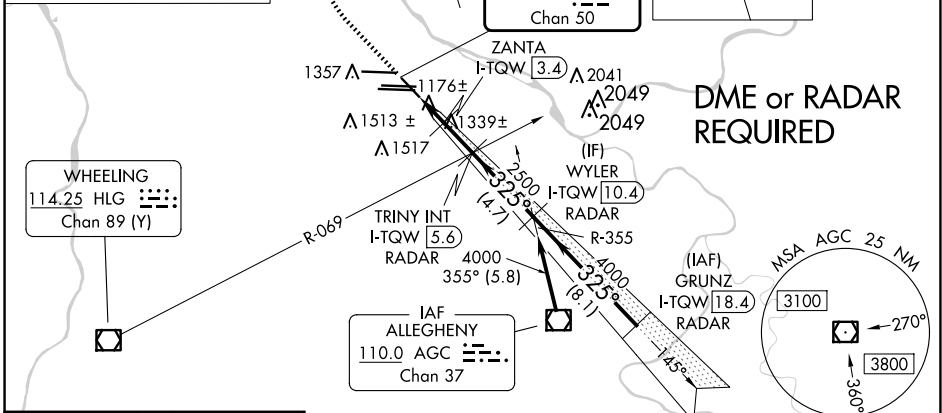 Chan 50
ZANTA
I-TQW 3.4
1357
1176±
2041
2049
2049
1513 ±
1339±
1517
DME or RADAR
REQUIRED
WHEELING
114.25 HLG
Chan 89 (Y)
(IF)
WYLER
I-TQW 10.4
RADAR
2500
325°
(4.7)
R-069
TRINY INT
I-TQW 5.6
RADAR
R-355
4000
355° (5.8)
4000
325°
(8.1)
(IAF)
GRUNZ
I-TQW 18.4
RADAR
145°
IAF
ALLEGHENY
110.0 AGC
Chan 37
MSA AGC 25 NM
3100
270°
3800
360°